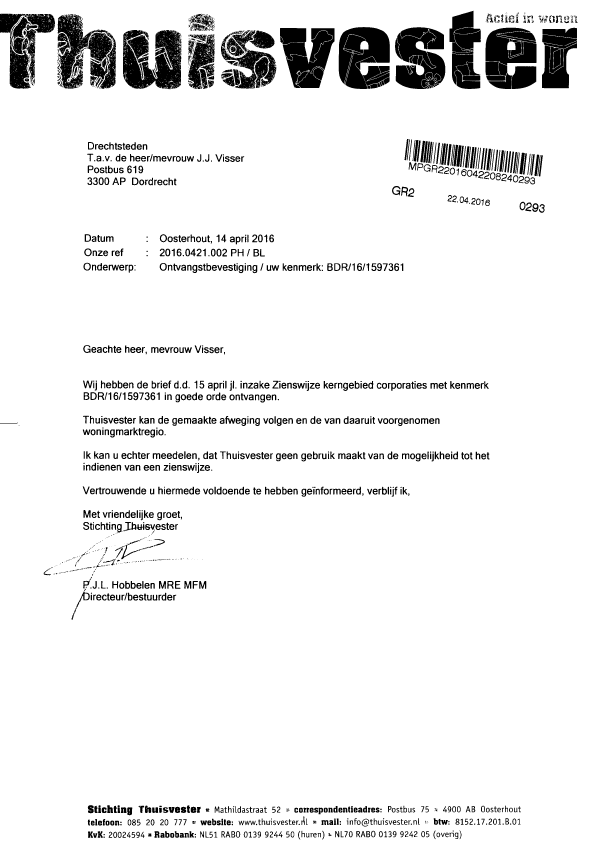 Actief in wonen
Thuisvester
Drechtsteden
T.a.v. de heer/mevrouw J.J. Visser
Postbus 619
3300 AP Dordrecht
MPGR22016042208240293
GR2 22.04.2016 0293
Datum : Oosterhout, 14 april 2016
Onze ref : 2016.0421.002 PH / BL
Onderwerp: Ontvangstbevestiging / uw kenmerk: BDR/16/1597361
Geachte heer, mevrouw Visser,
Wij hebben de brief d.d. 15 april jl. inzake Zienswijze kerngebied corporaties met kenmerk
BDR/16/1597361 in goede orde ontvangen.
Thuisvester kan de gemaakte afweging volgen en de van daaruit voorgenomen
woningmarktregio.
Ik kan u echter meedelen, dat Thuisvester geen gebruik maakt van de mogelijkheid tot het
indienen van een zienswijze.
Vertrouwende u hiermede voldoende te hebben geïnformeerd, verblijf ik,
Met vriendelijke groet,
Stichting Thuisvester
P.J.L. Hobbelen MRE MFM
Directeur/bestuurder
Stichting Thuisvester ▪ Mathildastraat 52 ▪ correspondentieadres: Postbus 75 ▪ 4900 AB Oosterhout
telefoon: 085 20 20 777 ▪ website: www.thuisvester.nl ▪ mail: info@thuisvester.nl ▪ btw: 8152.17.201.B.01
KvK: 20024594 ▪ Rabobank: NL51 RABO 0139 9244 50 (huren) ▪ NL70 RABO 0139 9242 05 (overig)